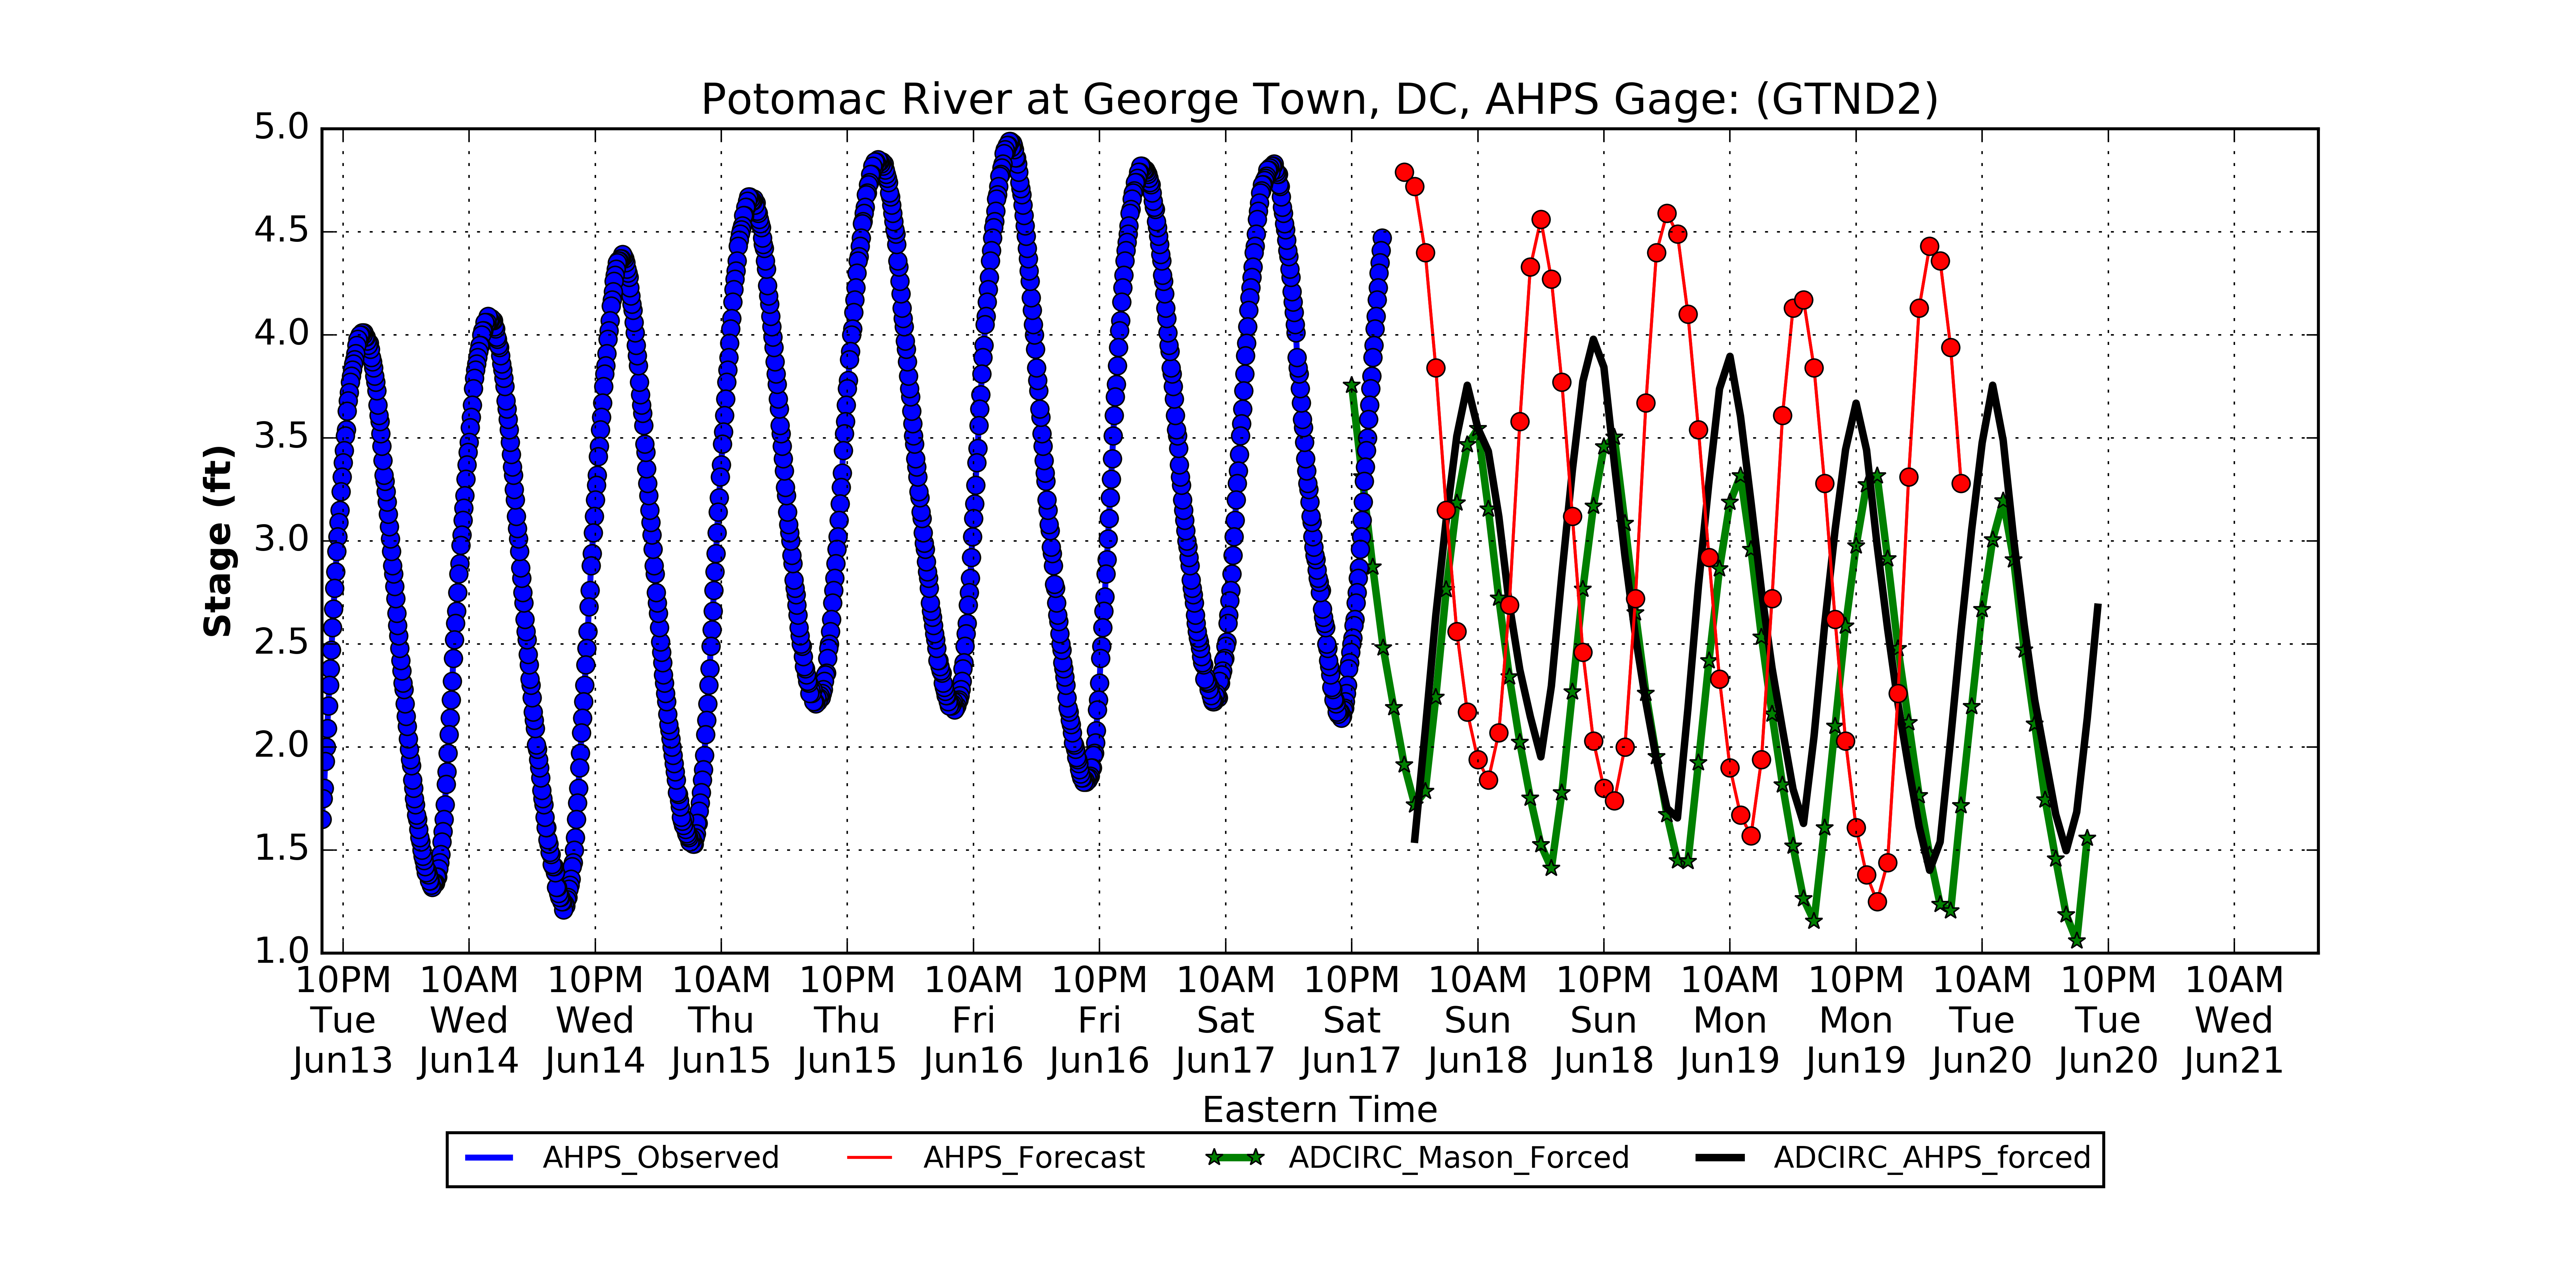 Potomac River at George Town, DC, AHPS Gage: (GTND2)
5.0
4.5
4.0
3.5
3.0
2.5
2.0
1.5
1.0
Stage (ft)
10PM 10AM 10PM 10AM 10PM 10AM 10PM 10AM 10PM 10AM 10PM 10AM 10PM 10AM 10PM 10AM
Tue Wed Wed Thu Thu Fri Fri Sat Sat Sun Sun Mon Mon Tue Tue Wed
Jun13 Jun14 Jun14 Jun15 Jun15 Jun16 Jun16 Jun17 Jun17 Jun18 Jun18 Jun19 Jun19 Jun20 Jun20 Jun21
Eastern Time
AHPS_Observed AHPS_Forecast ADCIRC_Mason_Forced ADCIRC_AHPS_forced